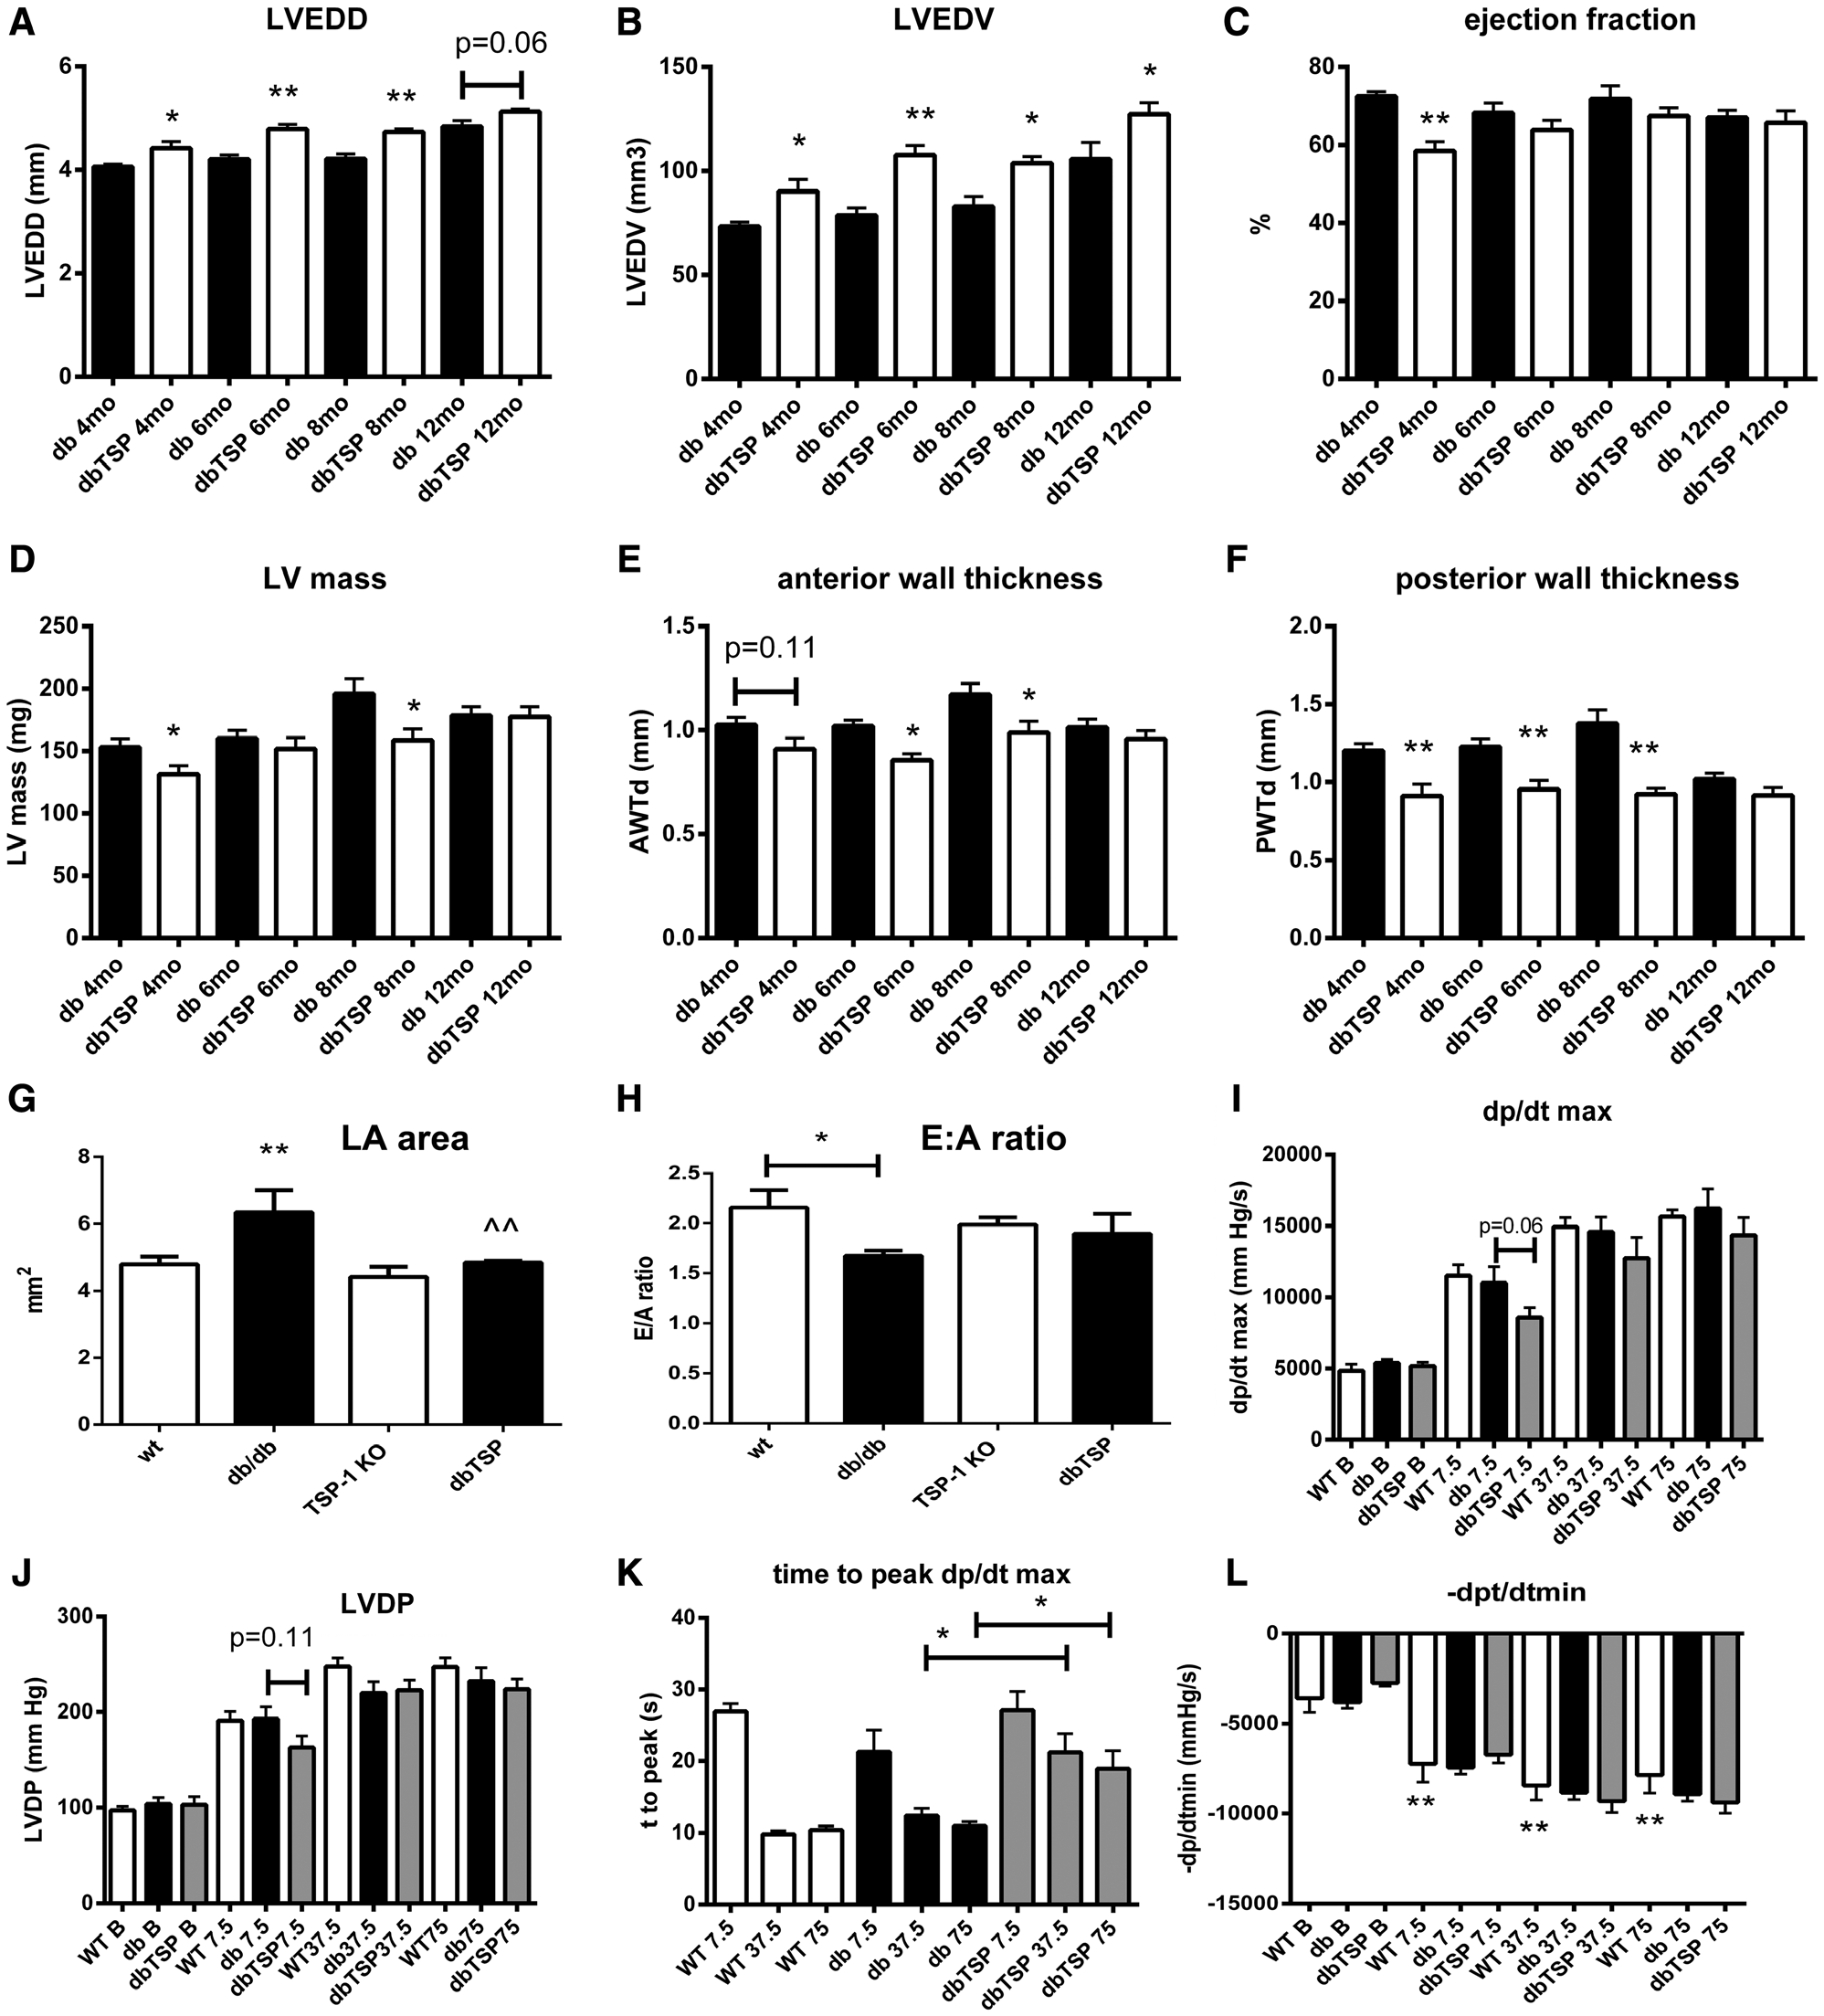 A LVEDD
p=0.06
* ** **
LVEDD (mm)
6
4
2
0
db 4mo
dbTSP 4mo
db 6mo
dbTSP 6mo
db 8mo
dbTSP 8mo
db 12mo
dbTSP 12mo
B LVEDV
* ** * *
LVEDV (mm3)
150
100
50
0
db 4mo
dbTSP 4mo
db 6mo
dbTSP 6mo
db 8mo
dbTSP 8mo
db 12mo
dbTSP 12mo
C ejection fraction
**
%
80
60
40
20
0
db 4mo
dbTSP 4mo
db 6mo
dbTSP 6mo
db 8mo
dbTSP 8mo
db 12mo
dbTSP 12mo
D LV mass
* *
LV mass (mg)
250
200
150
100
50
0
db 4mo
dbTSP 4mo
db 6mo
dbTSP 6mo
db 8mo
dbTSP 8mo
db 12mo
dbTSP 12mo
E anterior wall thickness
p=0.11
* *
AWTd (mm)
1.5
1.0
0.5
0.0
db 4mo
dbTSP 4mo
db 6mo
dbTSP 6mo
db 8mo
dbTSP 8mo
db 12mo
dbTSP 12mo
F posterior wall thickness
** ** **
PWTd (mm)
2.0
1.5
1.0
0.5
0.0
db 4mo
dbTSP 4mo
db 6mo
dbTSP 6mo
db 8mo
dbTSP 8mo
db 12mo
dbTSP 12mo
G LA area
** ^^
mm2
8
6
4
2
0
wt
db/db
TSP-1 KO
dbTSP
H E:A ratio
*
E/A ratio
2.5
2.0
1.5
1.0
0.5
0.0
wt
db/db
TSP-1 KO
dbTSP
I dp/dt max
p=0.06
dp/dt max (mm Hg/s)
20000
15000
10000
5000
0
WT B
db B
dbTSP B
WT 7.5
db 7.5
dbTSP 7.5
WT 37.5
db 37.5
dbTSP 37.5
WT 75
db 75
dbTSP 75
J LVDP
p=0.11
LVDP (mm Hg)
300
200
100
0
WT B
db B
dbTSP B
WT 7.5
db 7.5
dbTSP7.5
WT37.5
db37.5
dbTSP37.5
WT75
db75
dbTSP75
K time to peak dp/dt max
*
*
t to peak (s)
40
30
20
10
0
WT 7.5
WT 37.5
WT 75
db 7.5
db 37.5
db 75
dbTSP 7.5
dbTSP 37.5
dbTSP 75
L -dpt/dtmin
-dp/dtmin (mmHg/s)
0
-5000
-10000
-15000
** ** **
WT B
db B
dbTSP B
WT 7.5
db 7.5
dbTSP 7.5
WT 37.5
db 37.5
dbTSP 37.5
WT 75
db 75
dbTSP 75